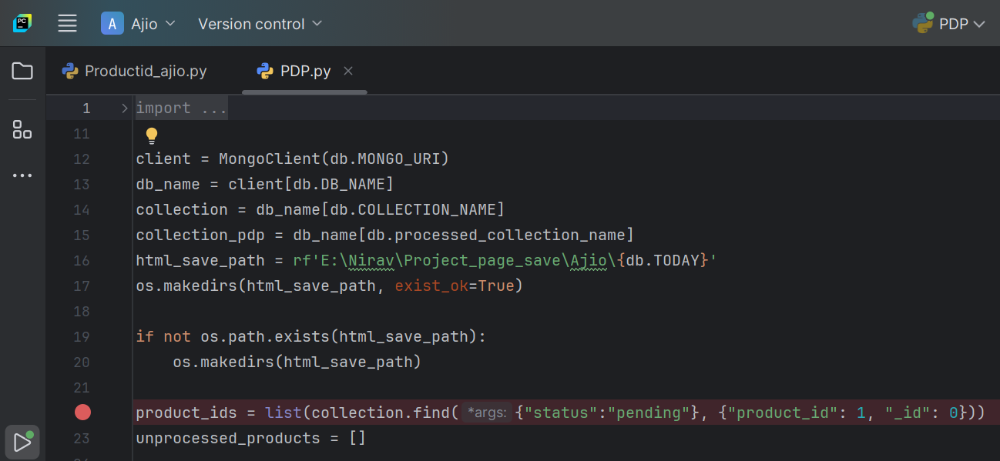 PC
A Ajio Version control PDP
Productid_ajio.py PDP.py
1 import ...
11
12 client = MongoClient(db.MONGO_URI)
13 db_name = client[db.DB_NAME]
14 collection = db_name[db.COLLECTION_NAME]
15 collection_pdp = db_name[db.processed_collection_name]
16 html_save_path = rf'E:\Nirav\Project_page_save\Ajio\{db.TODAY}'
17 os.makedirs(html_save_path, exist_ok=True)
18
19 if not os.path.exists(html_save_path):
20     os.makedirs(html_save_path)
21
product_ids = list(collection.find( *args: {"status":"pending"}, {"product_id": 1, "_id": 0}))
23 unprocessed_products = []